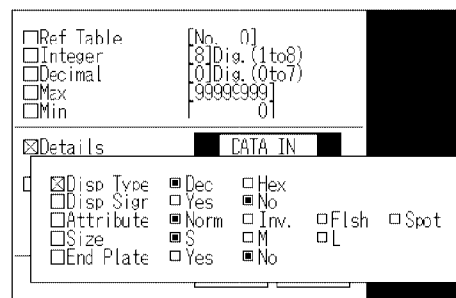 Ref Table [No. 0]
Integer [8]Dig.(1to8)
Decimal [0]Dig.(0to7)
Max [99999999]
Min [ 0]
Details DATA IN
Disp Type Dec Hex
Disp Sign Yes No
Attribute Norm Inv. Flsh Spot
Size S M L
End Plate Yes No